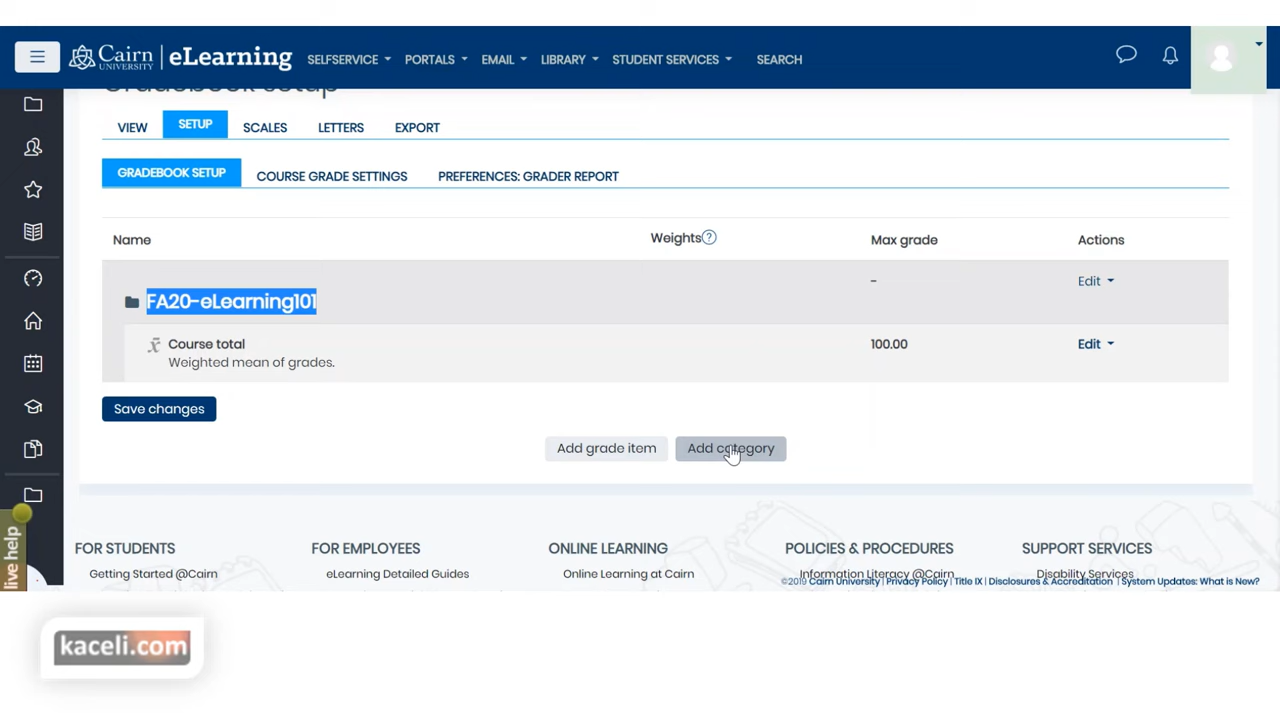 Cairn UNIVERSITY | eLearning SELFSERVICE PORTALS EMAIL LIBRARY STUDENT SERVICES SEARCH
Gradebook setup
VIEW SETUP SCALES LETTERS EXPORT
GRADEBOOK SETUP COURSE GRADE SETTINGS PREFERENCES: GRADER REPORT
Name Weights? Max grade Actions
- Edit
FA20-eLearning101
Course total 100.00 Edit
Weighted mean of grades.
Save changes
Add grade item Add category
FOR STUDENTS FOR EMPLOYEES ONLINE LEARNING POLICIES & PROCEDURES SUPPORT SERVICES
Getting Started @Cairn eLearning Detailed Guides Online Learning at Cairn Information Literacy @Cairn Disability Services
©2019 Cairn University | Privacy Policy | Title IX | Disclosures & Accreditation | System Updates: What is New?
live help
kaceli.com